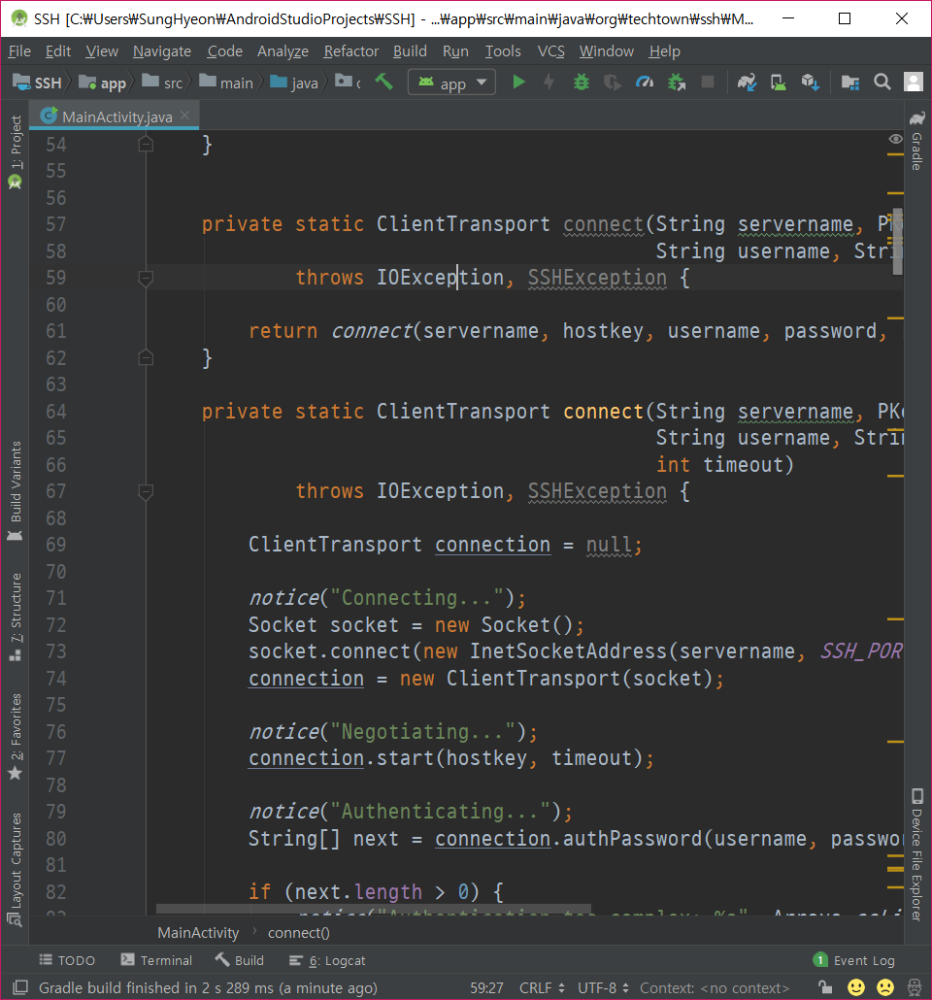 SSH [C:₩Users₩SungHyeon₩AndroidStudioProjects₩SSH] - ...₩app₩src₩main₩java₩org₩techtown₩ssh₩M...
File Edit View Navigate Code Analyze Refactor Build Run Tools VCS Window Help
SSH app src main java app
MainActivity.java
1: Project
Build Variants
7: Structure
2: Favorites
Layout Captures
Gradle
Device File Explorer
54 }
55
56
57 private static ClientTransport connect(String servername,
58 String username,
59 throws IOException, SSHException {
60
61 return connect(servername, hostkey, username, password,
62 }
63
64 private static ClientTransport connect(String servername,
65 String username,
66 int timeout)
67 throws IOException, SSHException {
68
69 ClientTransport connection = null;
70
71 notice("Connecting...");
72 Socket socket = new Socket();
73 socket.connect(new InetSocketAddress(servername, SSH_POR
74 connection = new ClientTransport(socket);
75
76 notice("Negotiating...");
77 connection.start(hostkey, timeout);
78
79 notice("Authenticating...");
80 String[] next = connection.authPassword(username, passwor
81
82 if (next.length > 0) {
MainActivity › connect()
TODO Terminal Build 6: Logcat 1 Event Log
Gradle build finished in 2 s 289 ms (a minute ago) 59:27 CRLF UTF-8 Context: <no context>